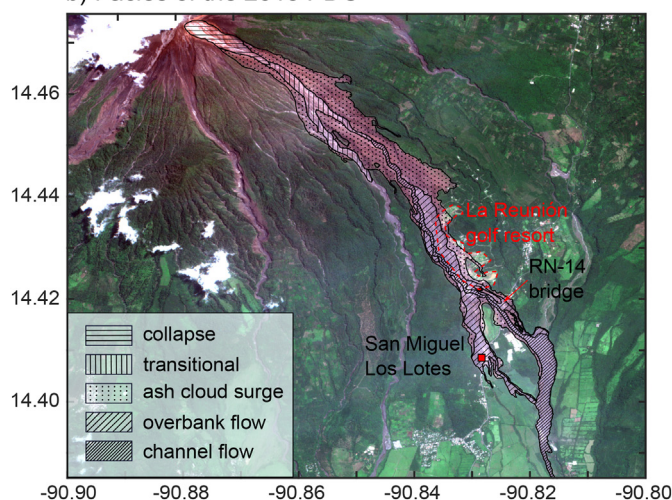 14.46
14.44
14.42
14.40
La Reunión
golf resort
RN-14
bridge
San Miguel
Los Lotes
collapse
transitional
ash cloud surge
overbank flow
channel flow
-90.90
-90.88
-90.86
-90.84
-90.82
-90.80